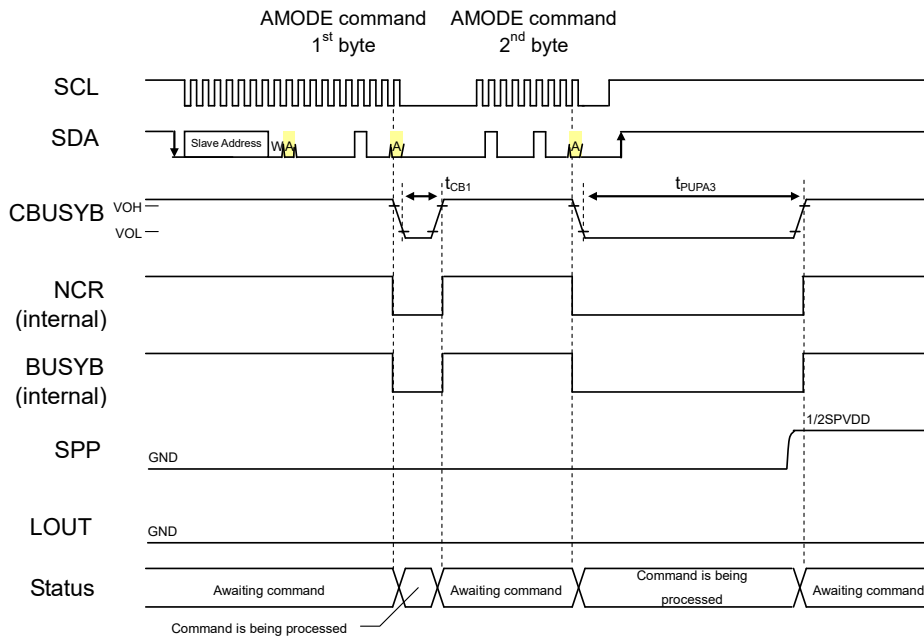 AMODE command
1st byte
AMODE command
2nd byte
SCL
SDA
Slave Address
W
A
A
A
tCB1
tPUPA3
CBUSYB
VOH
VOL
NCR
(internal)
BUSYB
(internal)
1/2SPVDD
SPP
GND
LOUT
GND
Status
Awaiting command
Awaiting command
Command is being
processed
Awaiting command
Command is being processed